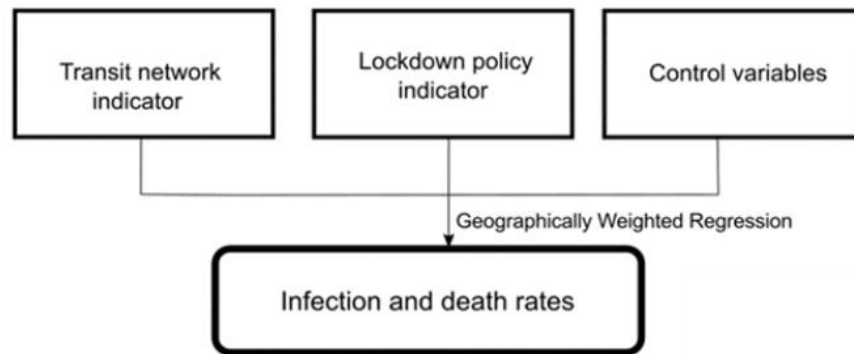 Transit network
indicator
Lockdown policy
indicator
Control variables
Geographically Weighted Regression
Infection and death rates